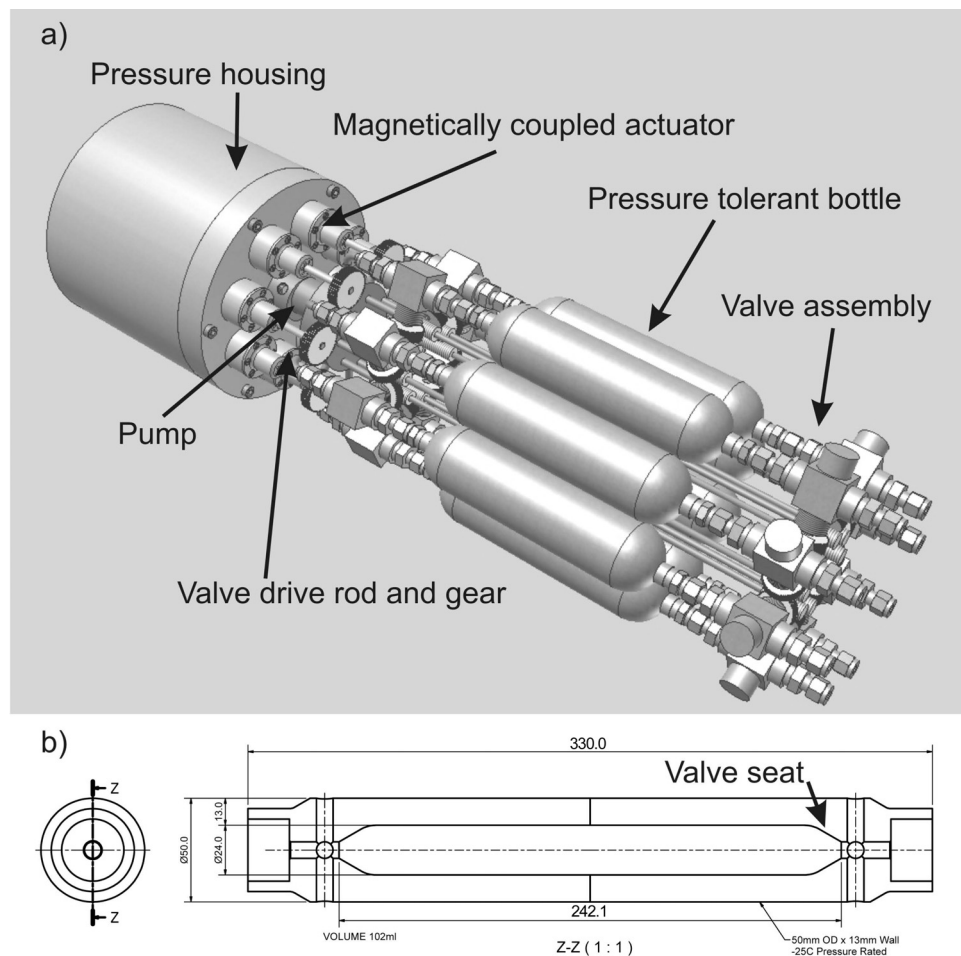 a)
Pressure housing
Magnetically coupled actuator
Pressure tolerant bottle
Valve assembly
Pump
Valve drive rod and gear
b)
330.0
Z
Valve seat
13.0
Ø50.0
Ø24.0
Z
242.1
VOLUME 102ml
Z-Z ( 1 : 1 )
50mm OD x 13mm Wall
-25C Pressure Rated